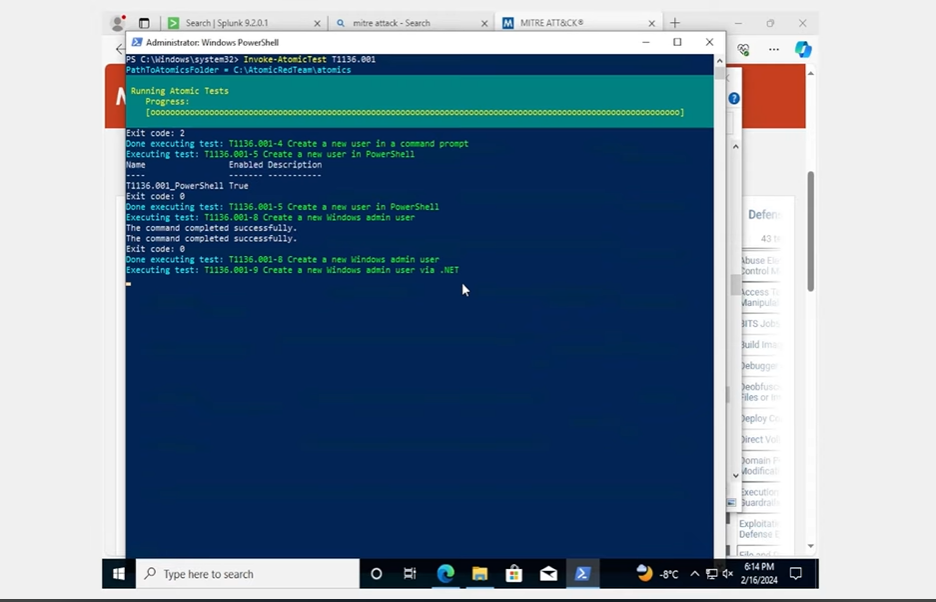 Search | Splunk 9.2.0.1
mitre attack - Search
MITRE ATT&CK®
Administrator: Windows PowerShell
PS C:\Windows\system32> Invoke-AtomicTest T1136.001
PathToAtomicsFolder = C:\AtomicRedTeam\atomics
Running Atomic Tests
Progress:
Exit code: 2
Done executing test: T1136.001-4 Create a new user in a command prompt
Executing test: T1136.001-5 Create a new user in PowerShell
Name Enabled Description
---- ------- -----------
T1136.001_PowerShell True
Exit code: 0
Done executing test: T1136.001-5 Create a new user in PowerShell
Executing test: T1136.001-8 Create a new Windows admin user
The command completed successfully.
The command completed successfully.
Exit code: 0
Done executing test: T1136.001-8 Create a new Windows admin user
Executing test: T1136.001-9 Create a new Windows admin user via .NET
M
Defen
43 t
Abuse Ele
Control M
Access T
Manipula
BITS Jobs
Build Ima
Debugger
Deobfus
Files or I
Deploy Co
Direct Vol
Domain P
Modificat
Execution
Guardrail
Exploitati
Defense E
File and
Type here to search
-8°C
6:14 PM
2/16/2024